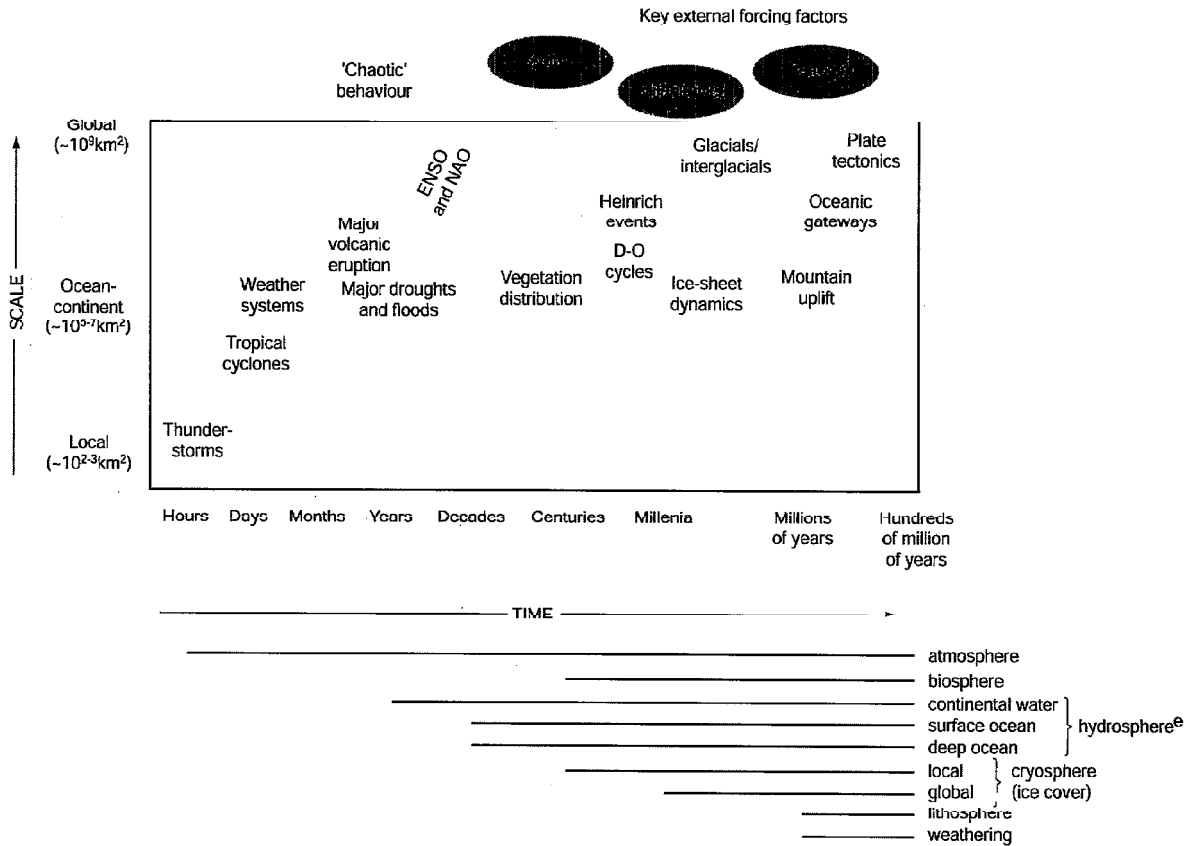 Key external forcing factors
'Chaotic'
behaviour
Global
(~10⁹km²)
Ocean-
continent
(~10⁵⁻⁷km²)
Local
(~10²⁻³km²)
SCALE
ENSO
and NAO
Glacials/
interglacials
Plate
tectonics
Heinrich
events
Oceanic
gateways
Major
volcanic
eruption
D-O
cycles
Weather
systems
Major droughts
and floods
Vegetation
distribution
Ice-sheet
dynamics
Mountain
uplift
Tropical
cyclones
Thunder-
storms
Hours Days Months Years Decades Centuries Millenia Millions Hundreds
of years of million
of years
TIME
atmosphere
biosphere
continental water
surface ocean
deep ocean
hydrosphereᵉ
local
global
cryosphere
(ice cover)
lithosphere
weathering